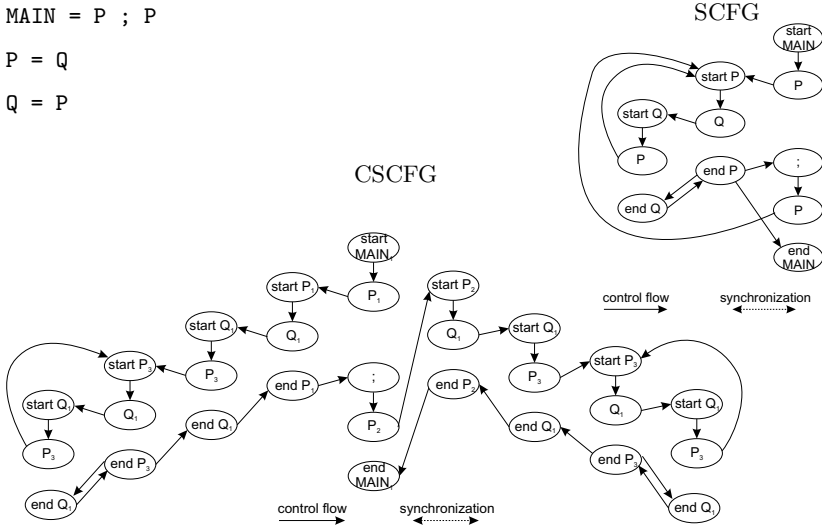 MAIN = P ; P
P = Q
Q = P
SCFG
start
MAIN
P
start P
Q
start Q
P
end P
;
end Q
P
end
MAIN
control flow
synchronization
CSCFG
start
MAIN₁
P₁
start P₁
Q₁
start Q₁
P₃
start P₃
Q₁
start Q₁
P₃
end P₁
;
P₂
end Q₁
end P₃
end Q₁
end
MAIN₁
start P₂
Q₁
start Q₁
P₃
start P₃
Q₁
start Q₁
P₃
end P₂
end Q₁
end P₃
end Q₁
control flow
synchronization